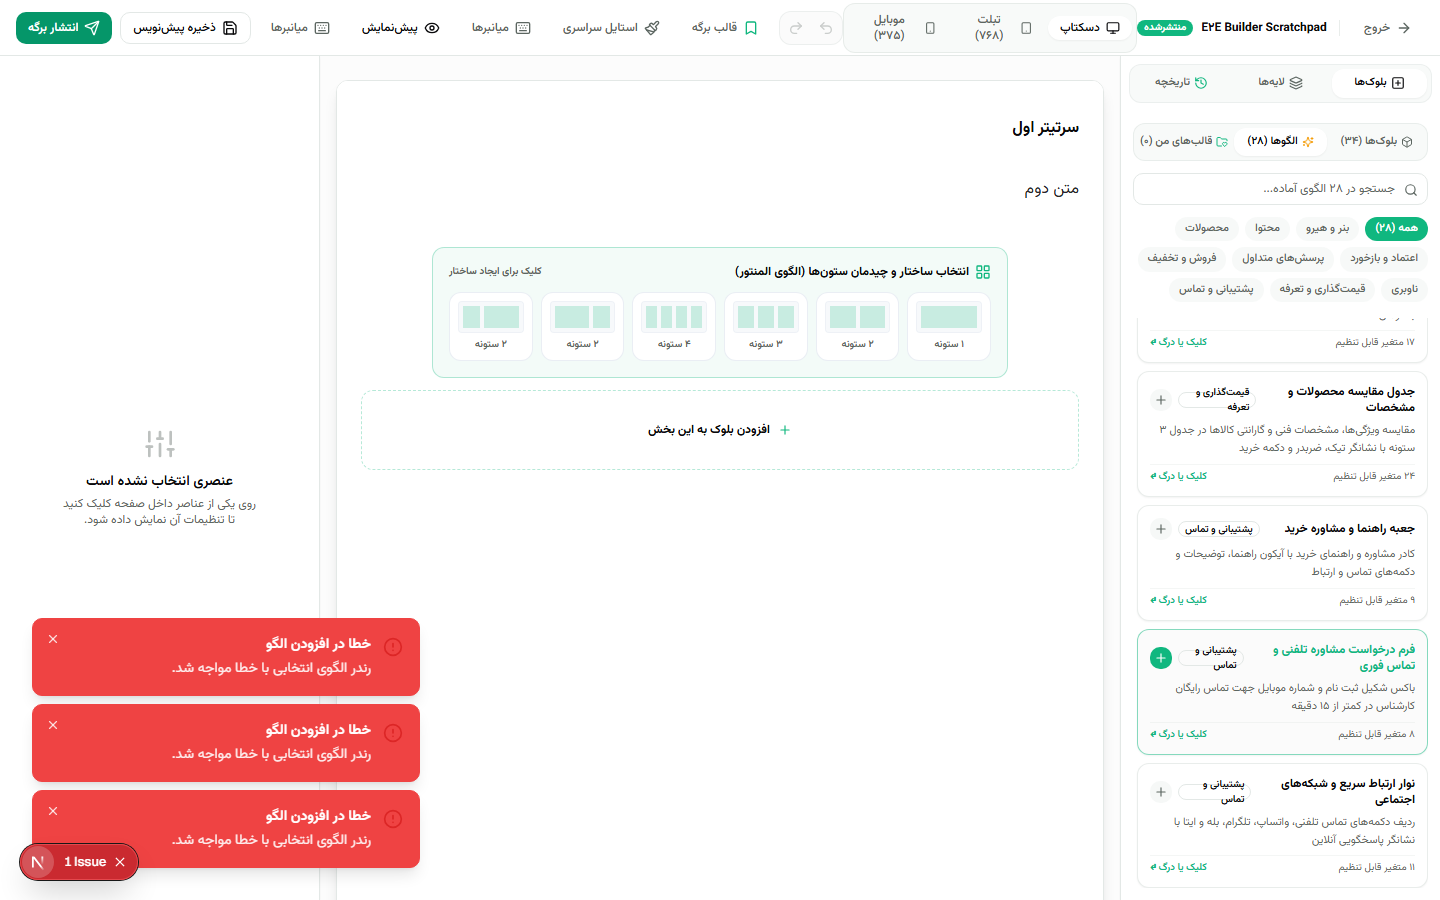 خروج
E۲E Builder Scratchpad
منتشرشده
دسکتاپ
تبلت (۷۶۸)
موبایل (۳۷۵)
قالب برگه
میانبرها
استایل سراسری
پیش‌نمایش
میانبرها
ذخیره پیش‌نویس
انتشار برگه
بلوک‌ها
لایه‌ها
تاریخچه
بلوک‌ها (۳۴)
الگوها (۲۸)
قالب‌های من (۰)
جستجو در ۲۸ الگوی آماده...
همه (۲۸)
بنر و هیرو
محتوا
محصولات
اعتماد و بازخورد
پرسش‌های متداول
فروش و تخفیف
ناوبری
قیمت‌گذاری و تعرفه
پشتیبانی و تماس
۱۷ متغیر قابل تنظیم
کلیک یا درگ
جدول مقایسه محصولات و مشخصات
قیمت‌گذاری و تعرفه
مقایسه ویژگی‌ها، مشخصات فنی و گارانتی کالاها در جدول ۳
ستونه با نشانگر تیک، ضربدر و دکمه خرید
۲۴ متغیر قابل تنظیم
کلیک یا درگ
جعبه راهنما و مشاوره خرید
پشتیبانی و تماس
کادر مشاوره و راهنمای خرید با آیکون راهنما، توضیحات و
دکمه‌های تماس و ارتباط
۹ متغیر قابل تنظیم
کلیک یا درگ
فرم درخواست مشاوره تلفنی و تماس فوری
پشتیبانی و تماس
باکس شکیل ثبت نام و شماره موبایل جهت تماس رایگان
کارشناس در کمتر از ۱۵ دقیقه
۸ متغیر قابل تنظیم
کلیک یا درگ
نوار ارتباط سریع و شبکه‌های اجتماعی
پشتیبانی و تماس
ردیف دکمه‌های تماس تلفنی، واتساپ، تلگرام، بله و ایتا با
نشانگر پاسخگویی آنلاین
۱۱ متغیر قابل تنظیم
کلیک یا درگ
سرتیتر اول
متن دوم
انتخاب ساختار و چیدمان ستون‌ها (الگوی المنتور)
کلیک برای ایجاد ساختار
۱ ستونه
۲ ستونه
۳ ستونه
۴ ستونه
۲ ستونه
۲ ستونه
افزودن بلوک به این بخش
عنصری انتخاب نشده است
روی یکی از عناصر داخل صفحه کلیک کنید
تا تنظیمات آن نمایش داده شود.
خطا در افزودن الگو
رندر الگوی انتخابی با خطا مواجه شد.
خطا در افزودن الگو
رندر الگوی انتخابی با خطا مواجه شد.
خطا در افزودن الگو
رندر الگوی انتخابی با خطا مواجه شد.
N
1 Issue